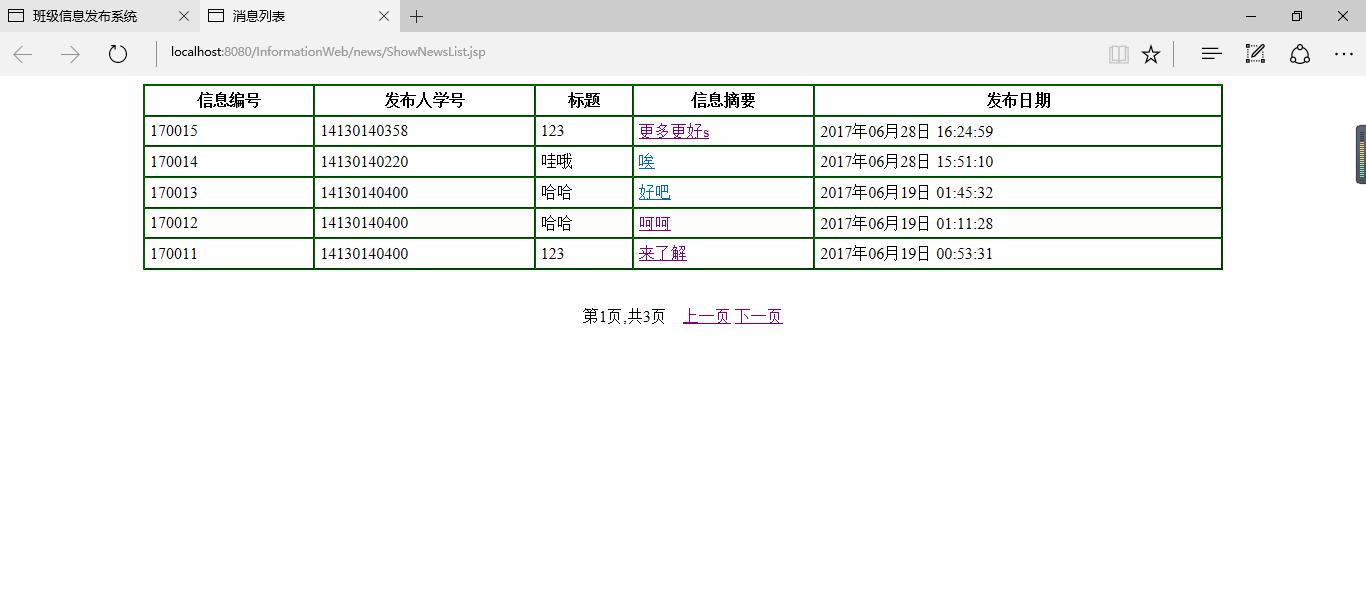 班级信息发布系统 消息列表
localhost:8080/InformationWeb/news/ShowNewsList.jsp
信息编号 发布人学号 标题 信息摘要 发布日期
170015 14130140358 123 更多更好s 2017年06月28日 16:24:59
170014 14130140220 哇哦 唉 2017年06月28日 15:51:10
170013 14130140400 哈哈 好吧 2017年06月19日 01:45:32
170012 14130140400 哈哈 呵呵 2017年06月19日 01:11:28
170011 14130140400 123 来了解 2017年06月19日 00:53:31
第1页,共3页 上一页 下一页